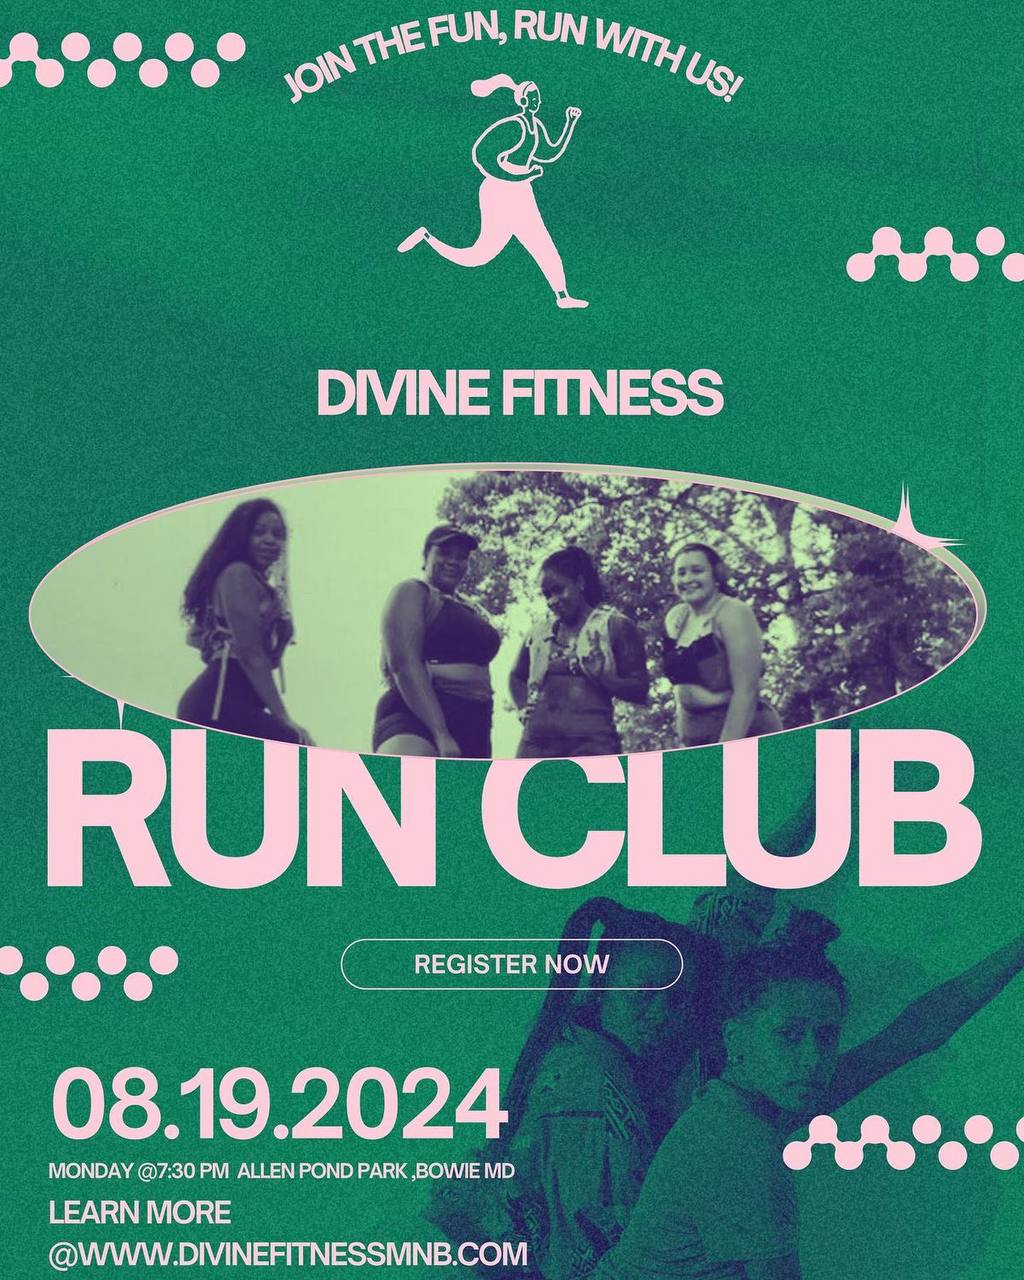 JOIN THE FUN, RUN WITH US!
DIVINE FITNESS
RUN CLUB
REGISTER NOW
08.19.2024
MONDAY @7:30 PM ALLEN POND PARK ,BOWIE MD
LEARN MORE
@WWW.DIVINEFITNESSMNB.COM